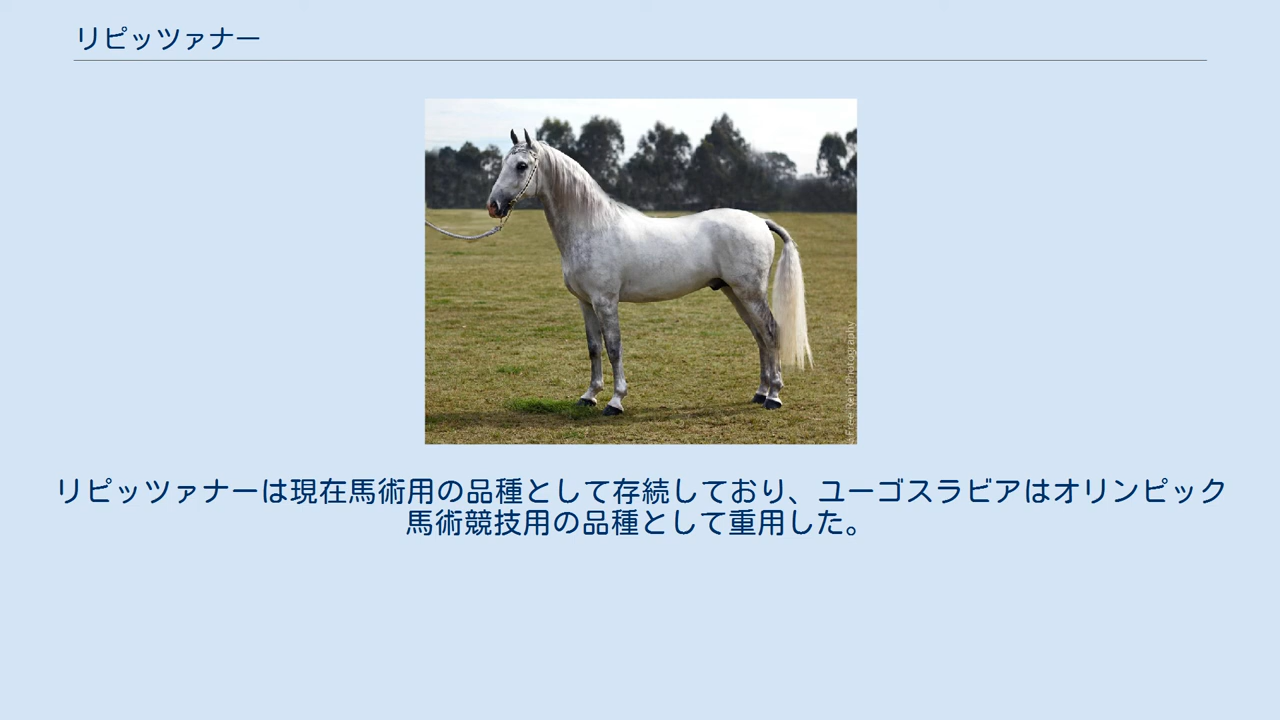 リピッツァナー
リピッツァナーは現在馬術用の品種として存続しており、ユーゴスラビアはオリンピック
馬術競技用の品種として重用した。